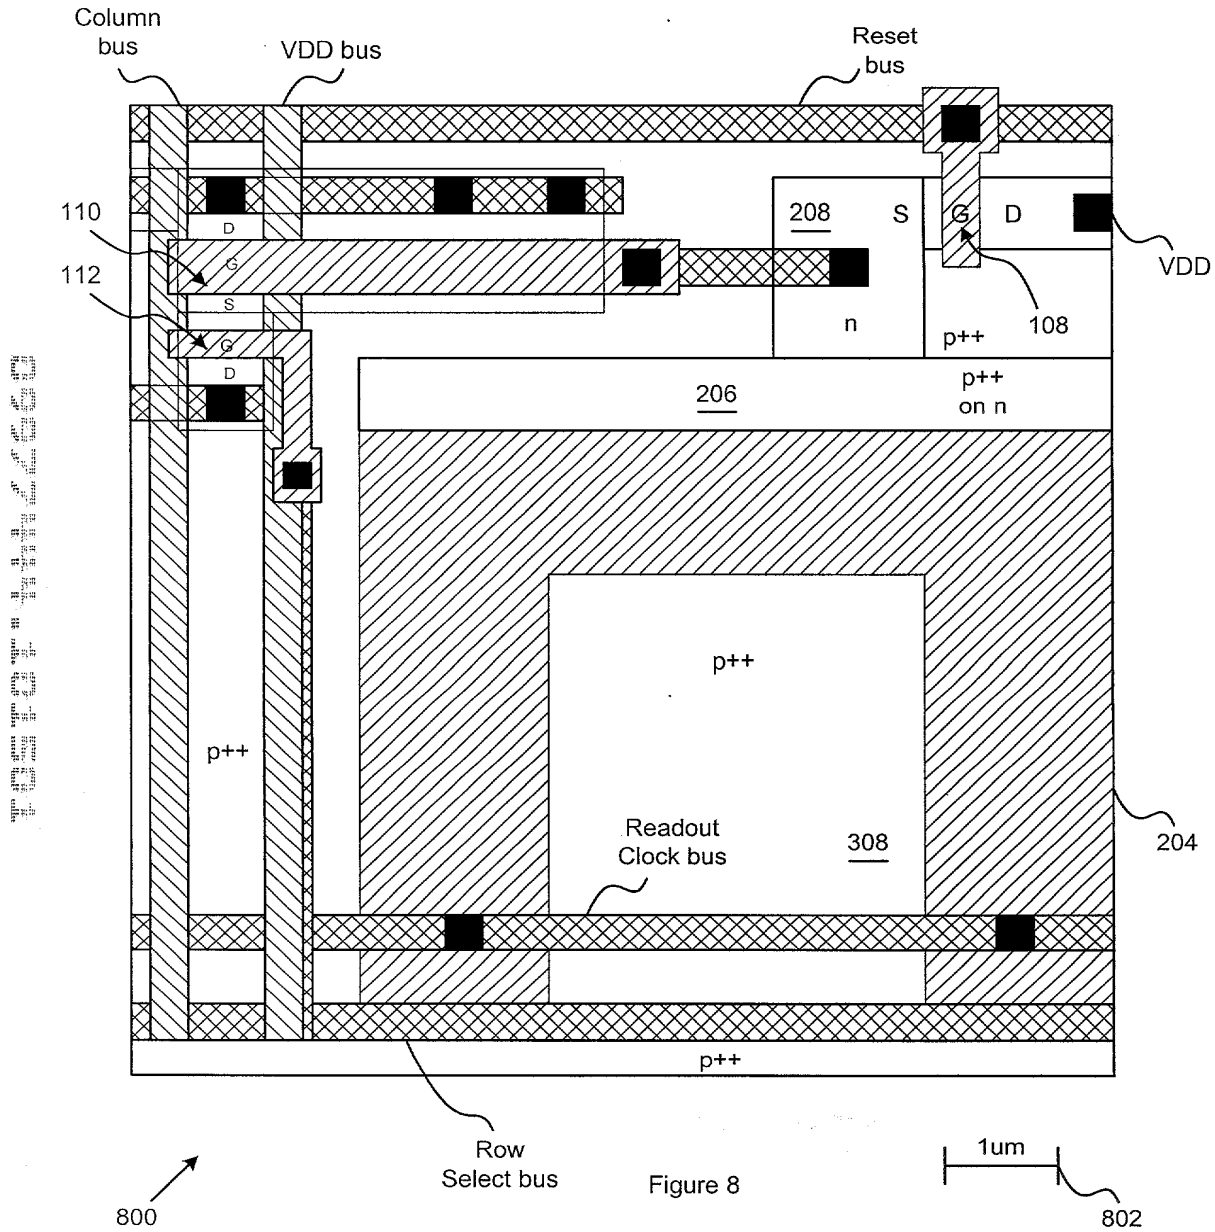 Column
bus
VDD bus
Reset
bus
110
112
D
G
S
G
D
208
S
G
D
VDD
n
108
p++
206
p++
on n
p++
p++
Readout
Clock bus
308
204
p++
Row
Select bus
Figure 8
1um
800
802